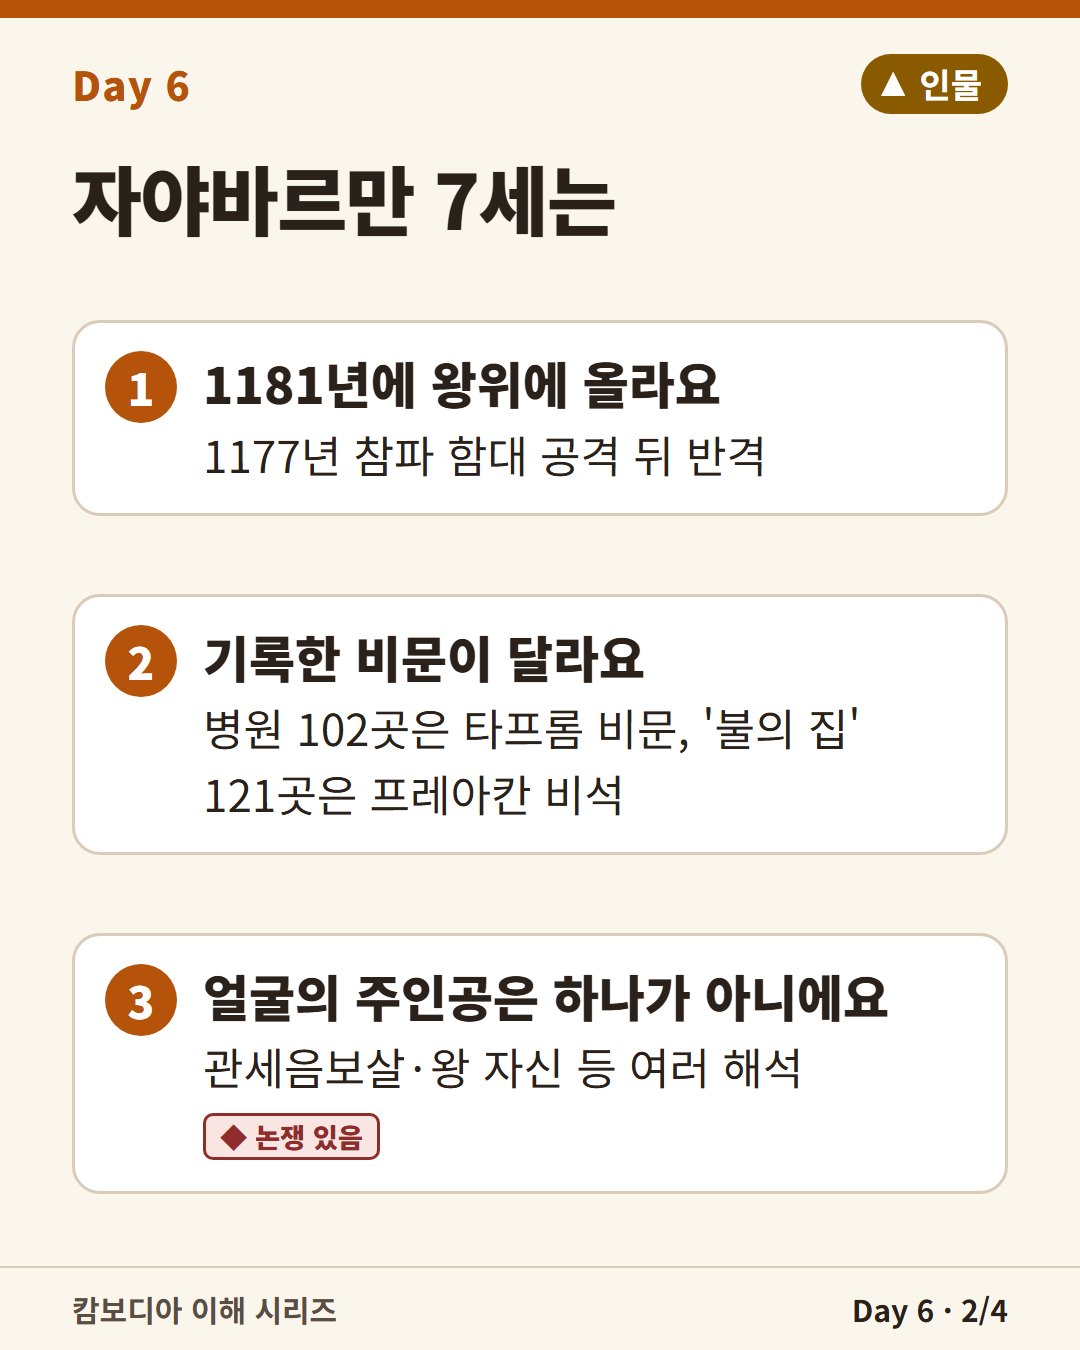 Day 6
▲ 인물
자야바르만 7세는
1
1181년에 왕위에 올라요
1177년 참파 함대 공격 뒤 반격
2
기록한 비문이 달라요
병원 102곳은 타프롬 비문, '불의 집'
121곳은 프레아칸 비석
3
얼굴의 주인공은 하나가 아니에요
관세음보살·왕 자신 등 여러 해석
◆ 논쟁 있음
캄보디아 이해 시리즈
Day 6 · 2/4